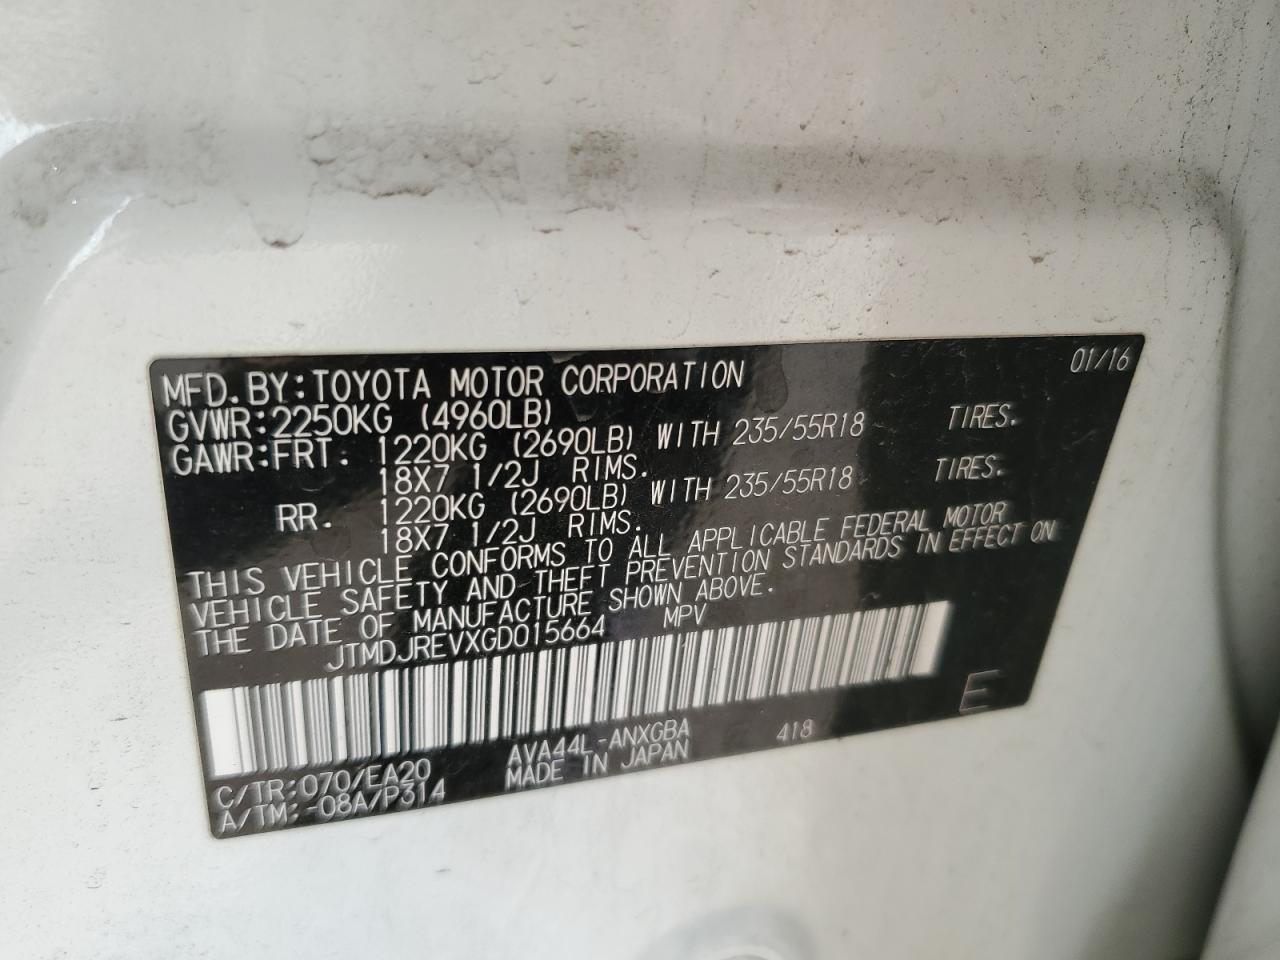 01/16
MFD.BY:TOYOTA MOTOR CORPORATION
GVWR:2250KG (4960LB)
GAWR:FRT. 1220KG (2690LB) WITH 235/55R18 TIRES.
18X7 1/2J RIMS.
RR. 1220KG (2690LB) WITH 235/55R18 TIRES.
18X7 1/2J RIMS.
THIS VEHICLE CONFORMS TO ALL APPLICABLE FEDERAL MOTOR
VEHICLE SAFETY AND THEFT PREVENTION STANDARDS IN EFFECT ON
THE DATE OF MANUFACTURE SHOWN ABOVE.
JTMDJREVXGD015664 MPV
E
C/TR:070/EA20 AVA44L-ANXGBA 418
A/TM:-08A/P314 MADE IN JAPAN